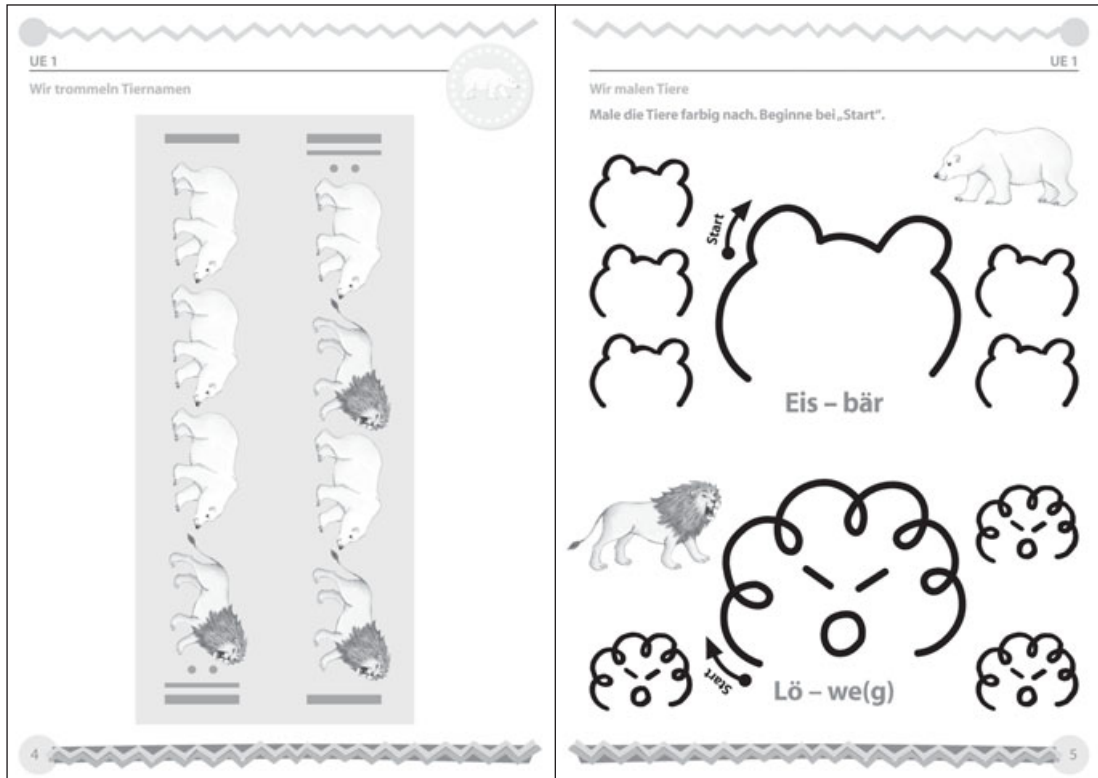 UE 1
Wir trommeln Tiernamen
4
UE 1
Wir malen Tiere
Male die Tiere farbig nach. Beginne bei „Start“.
Start
Eis – bär
Start
Lö – we(g)
5